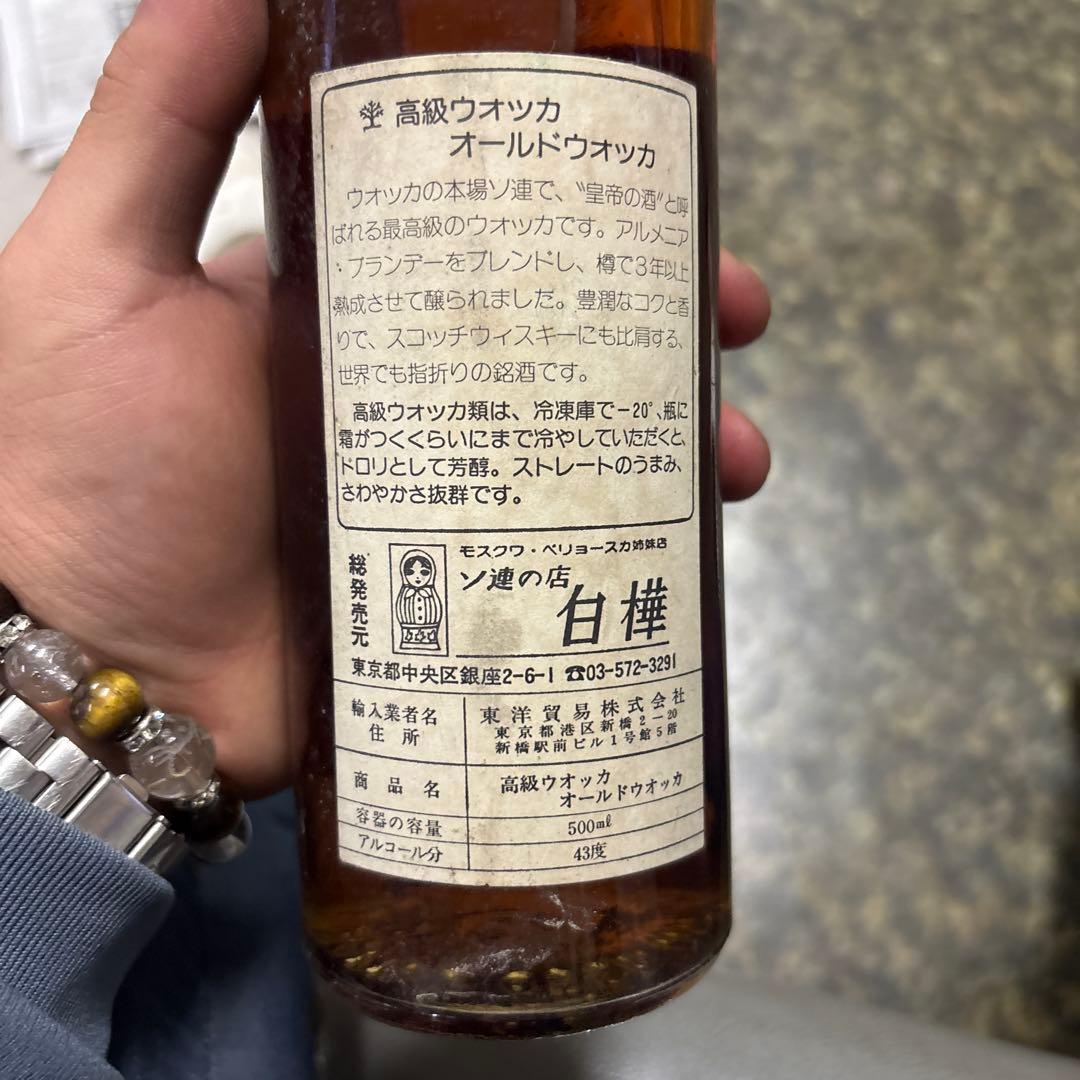 高級ウオツカ
オールドウオッカ
ウオッカの本場ソ連で、〝皇帝の酒〟と呼
ばれる最高級のウオッカです。アルメニア
・ブランデーをブレンドし、樽で3年以上
熟成させて醸られました。豊潤なコクと香
りで、スコッチウィスキーにも比肩する、
世界でも指折りの銘酒です。
高級ウオッカ類は、冷凍庫で−20°、瓶に
霜がつくくらいにまで冷やしていただくと、
ドロリとして芳醇。ストレートのうまみ、
さわやかさ抜群です。
総発売元
モスクワ・ベリョースカ姉妹店
ソ連の店
白樺
東京都中央区銀座2-6-1 ☎03-572-3291
輸入業者名 東洋貿易株式会社
住所 東京都港区新橋2−20
新橋駅前ビル1号館5階
商品名 高級ウオッカ
オールドウオッカ
容器の容量 500㎖
アルコール分 43度